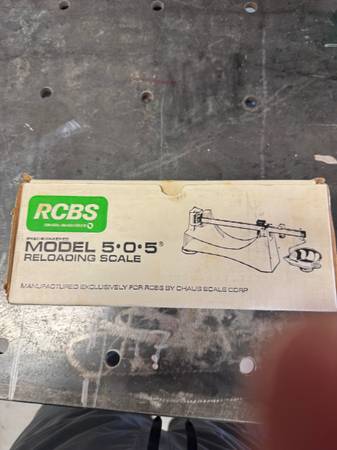 RCBS
MODEL 5•0•5®
RELOADING SCALE
MANUFACTURED EXCLUSIVELY FOR RCBS BY OHAUS SCALE CORP